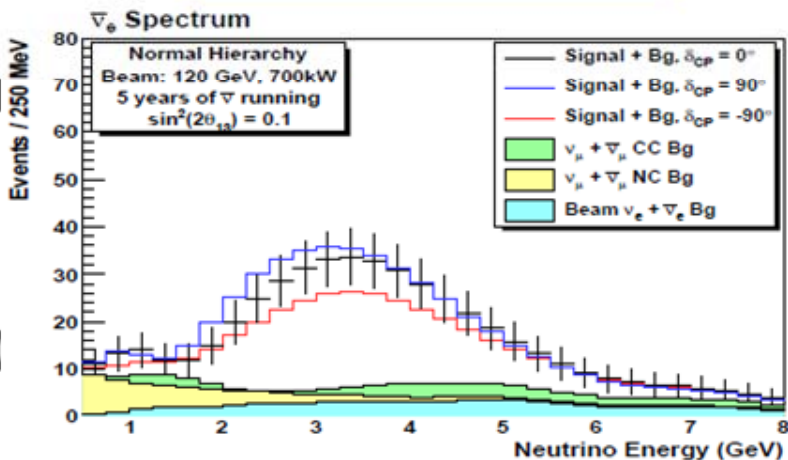 ν̅ₑ Spectrum
Events / 250 MeV
80
70
60
50
40
30
20
10
0
Normal Hierarchy
Beam: 120 GeV, 700kW
5 years of ν̅ running
sin²(2θ₁₃) = 0.1
Signal + Bg, δCP = 0°
Signal + Bg, δCP = 90°
Signal + Bg, δCP = -90°
νμ + ν̅μ CC Bg
νμ + ν̅μ NC Bg
Beam νₑ + ν̅ₑ Bg
1 2 3 4 5 6 7 8
Neutrino Energy (GeV)